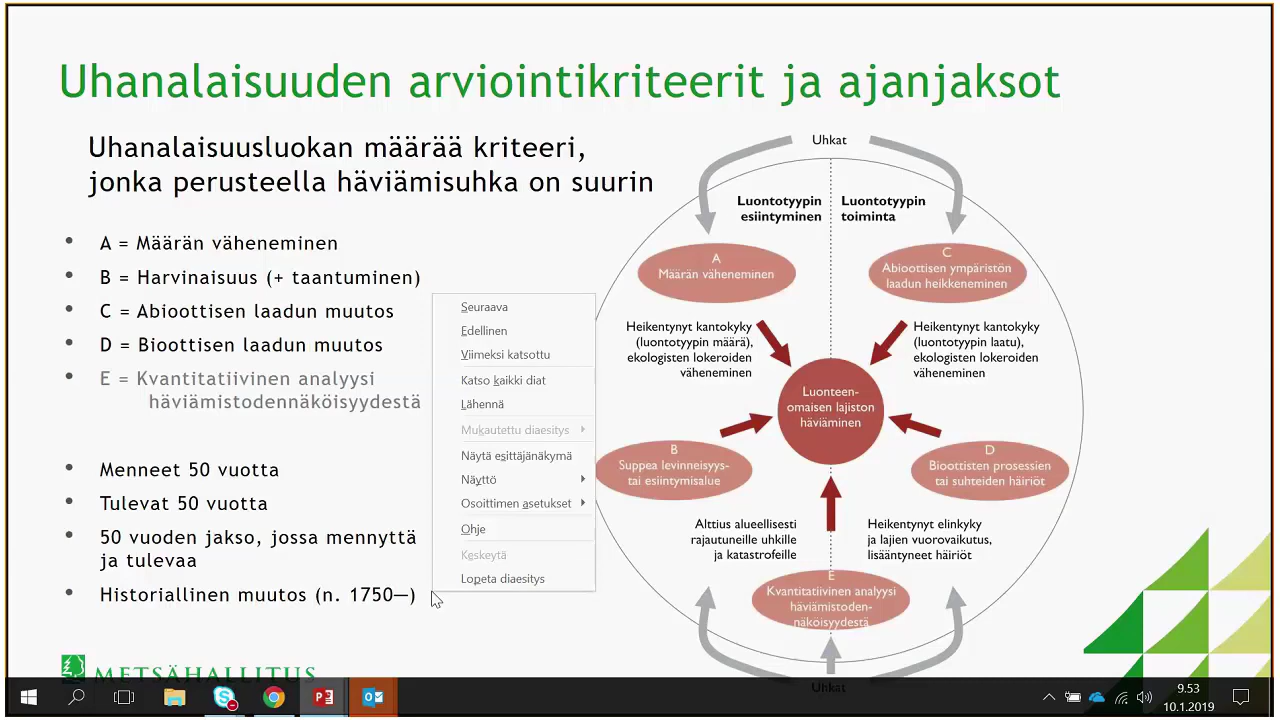 Uhanalaisuuden arviointikriteerit ja ajanjaksot
Uhanalaisuusluokan määrää kriteeri,
jonka perusteella häviämisuhka on suurin
• A = Määrän väheneminen
• B = Harvinaisuus (+ taantuminen)
• C = Abioottisen laadun muutos
• D = Bioottisen laadun muutos
• E = Kvantitatiivinen analyysi
häviämistodennäköisyydestä
• Menneet 50 vuotta
• Tulevat 50 vuotta
• 50 vuoden jakso, jossa mennyttä
ja tulevaa
• Historiallinen muutos (n. 1750—)
METSÄHALLITUS
Seuraava
Edellinen
Viimeksi katsottu
Katso kaikki diat
Lähennä
Mukautettu diaesitys
Näytä esittäjänäkymä
Näyttö
Osoittimen asetukset
Ohje
Keskeytä
Lopeta diaesitys
Uhkat
Luontotyypin
esiintyminen
Luontotyypin
toiminta
A
Määrän väheneminen
C
Abioottisen ympäristön
laadun heikkeneminen
Heikentynyt kantokyky
(luontotyypin määrä),
ekologisten lokeroiden
väheneminen
Heikentynyt kantokyky
(luontotyypin laatu),
ekologisten lokeroiden
väheneminen
Luonteen-
omaisen lajiston
häviäminen
B
Suppea levinneisyys-
tai esiintymisalue
D
Bioottisten prosessien
tai suhteiden häiriöt
Alttius alueellisesti
rajautuneille uhkille
ja katastrofeille
Heikentynyt elinkyky
ja lajien vuorovaikutus,
lisääntyneet häiriöt
E
Kvantitatiivinen analyysi
häviämistoden-
näköisyydestä
Uhkat
9.53
10.1.2019